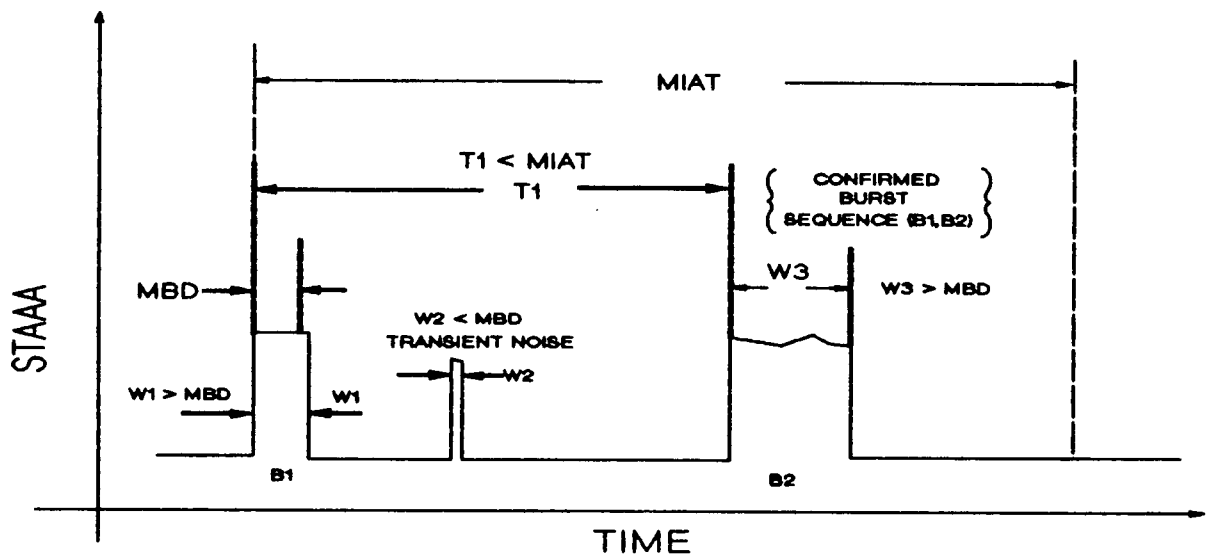 MIAT
T1 < MIAT
T1
CONFIRMED
BURST
SEQUENCE (B1,B2)
MBD
W3
W3 > MBD
W2 < MBD
TRANSIENT NOISE
W2
W1 > MBD
W1
B1
B2
STAAA
TIME